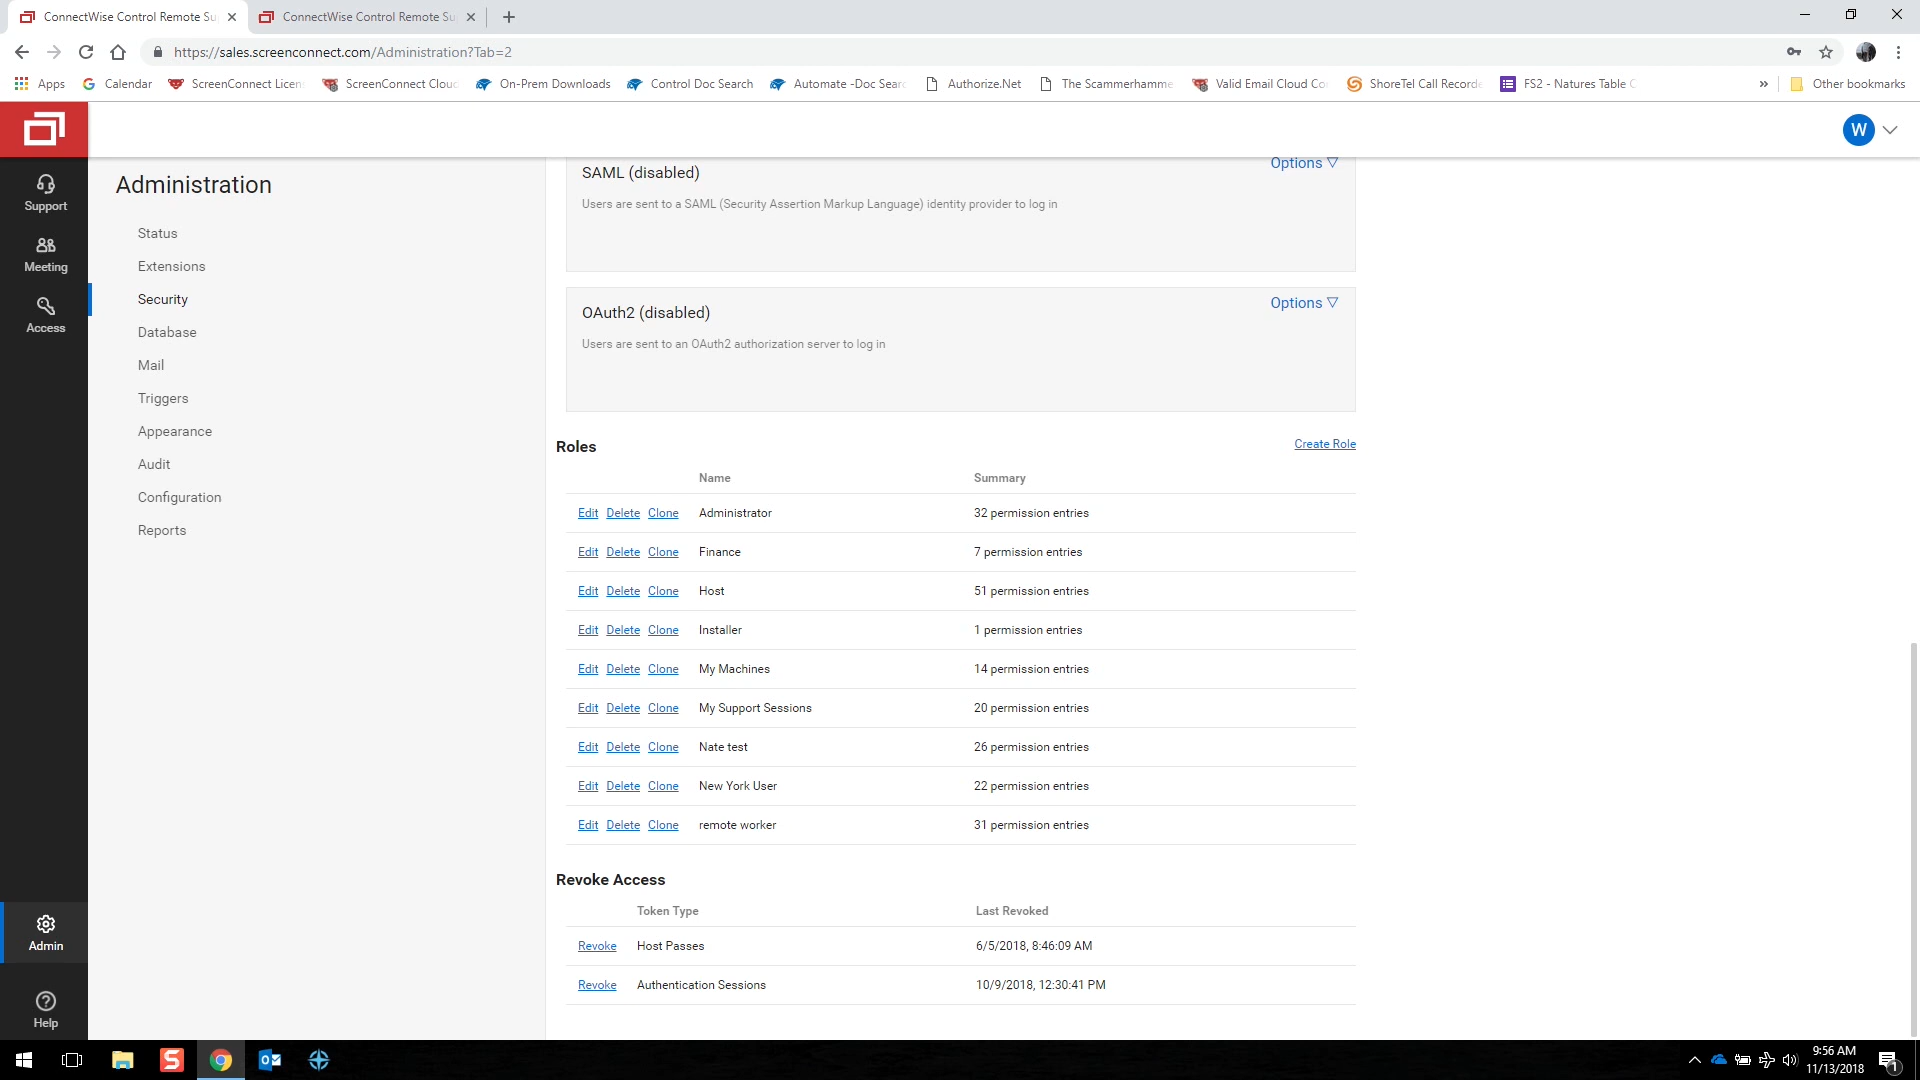 ConnectWise Control Remote Su
ConnectWise Control Remote Su
https://sales.screenconnect.com/Administration?Tab=2
Apps
Calendar
ScreenConnect Licen
ScreenConnect Clou
On-Prem Downloads
Control Doc Search
Automate -Doc Searc
Authorize.Net
The Scammerhamme
Valid Email Cloud Co
ShoreTel Call Record
FS2 - Natures Table C
»
Other bookmarks
W
Support
Meeting
Access
Admin
Help
Administration
Status
Extensions
Security
Database
Mail
Triggers
Appearance
Audit
Configuration
Reports
SAML (disabled)
Options
Users are sent to a SAML (Security Assertion Markup Language) identity provider to log in
OAuth2 (disabled)
Options
Users are sent to an OAuth2 authorization server to log in
Roles
Create Role
Name Summary
Edit Delete Clone Administrator 32 permission entries
Edit Delete Clone Finance 7 permission entries
Edit Delete Clone Host 51 permission entries
Edit Delete Clone Installer 1 permission entries
Edit Delete Clone My Machines 14 permission entries
Edit Delete Clone My Support Sessions 20 permission entries
Edit Delete Clone Nate test 26 permission entries
Edit Delete Clone New York User 22 permission entries
Edit Delete Clone remote worker 31 permission entries
Revoke Access
Token Type Last Revoked
Revoke Host Passes 6/5/2018, 8:46:09 AM
Revoke Authentication Sessions 10/9/2018, 12:30:41 PM
9:56 AM
11/13/2018
1